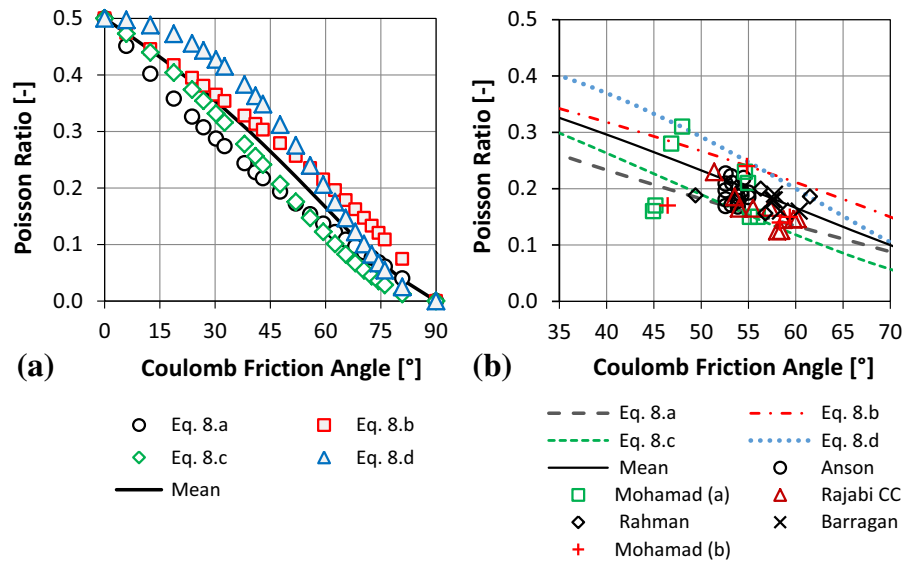 0.5
0.4
0.3
0.2
0.1
0.0
Poisson Ratio [-]
0 15 30 45 60 75 90
(a) Coulomb Friction Angle [°]
Eq. 8.a Eq. 8.b
Eq. 8.c Eq. 8.d
Mean
0.5
0.4
0.3
0.2
0.1
0.0
Poisson Ratio [-]
35 40 45 50 55 60 65 70
(b) Coulomb Friction Angle [°]
Eq. 8.a Eq. 8.b
Eq. 8.c Eq. 8.d
Mean Anson
Mohamad (a) Rajabi CC
Rahman Barragan
Mohamad (b)